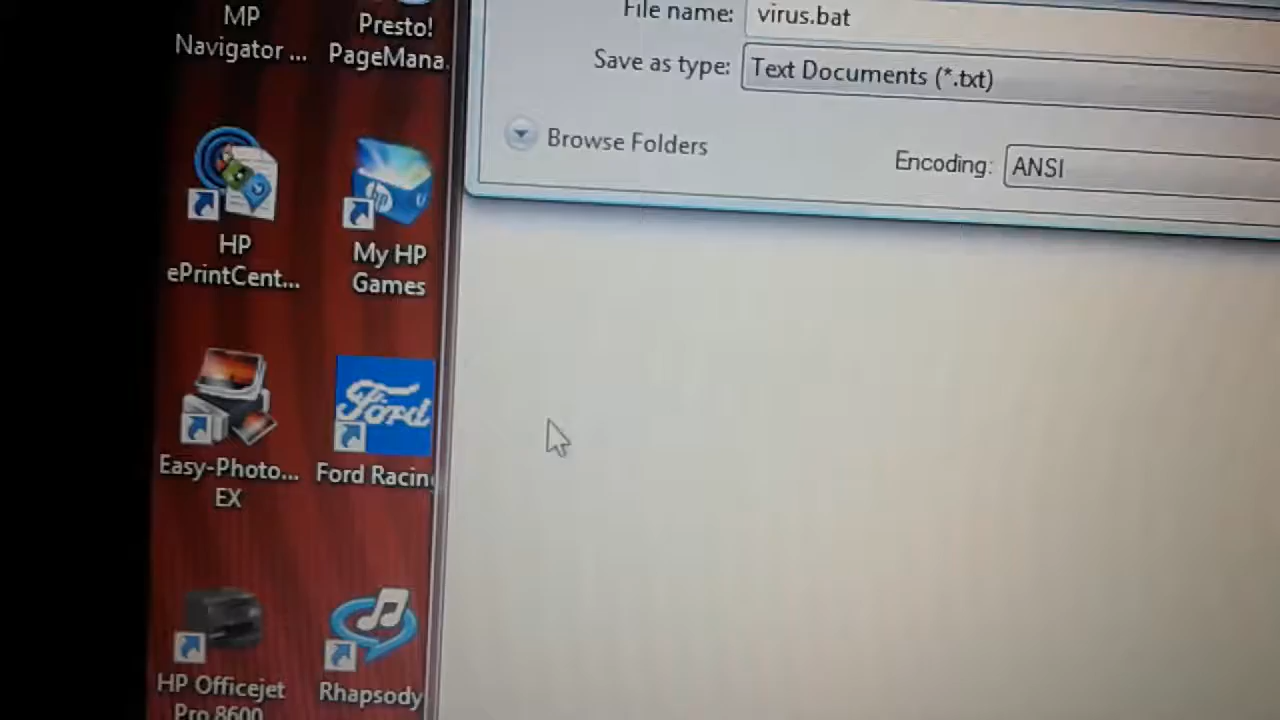 MP
Navigator ...
Presto!
PageMana.
File name: virus.bat
Save as type: Text Documents (*.txt)
Browse Folders
Encoding: ANSI
HP
ePrintCent...
My HP
Games
Ford
Easy-Photo...
EX
Ford Racing
HP Officejet
Pro 8600
Rhapsody